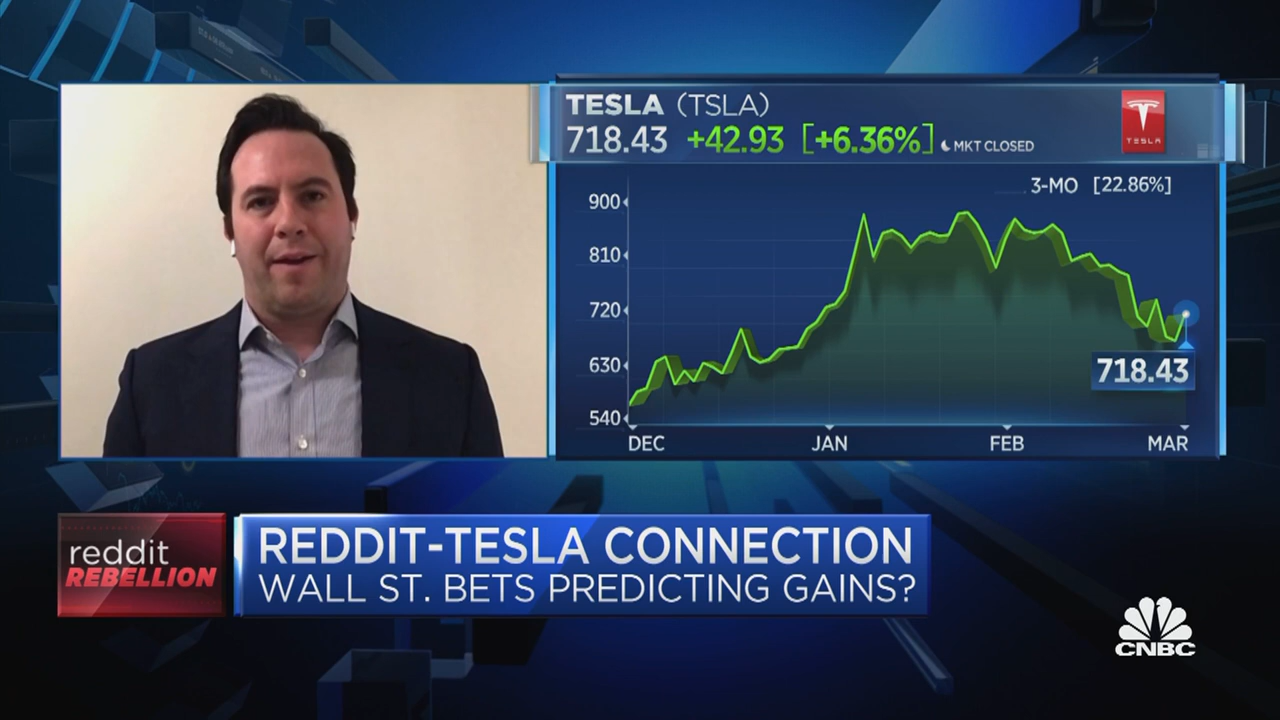 TESLA (TSLA)
718.43 +42.93 [+6.36%] MKT CLOSED
TESLA
3-MO [22.86%]
900
810
720
630
540
718.43
DEC JAN FEB MAR
reddit
REBELLION
REDDIT-TESLA CONNECTION
WALL ST. BETS PREDICTING GAINS?
CNBC